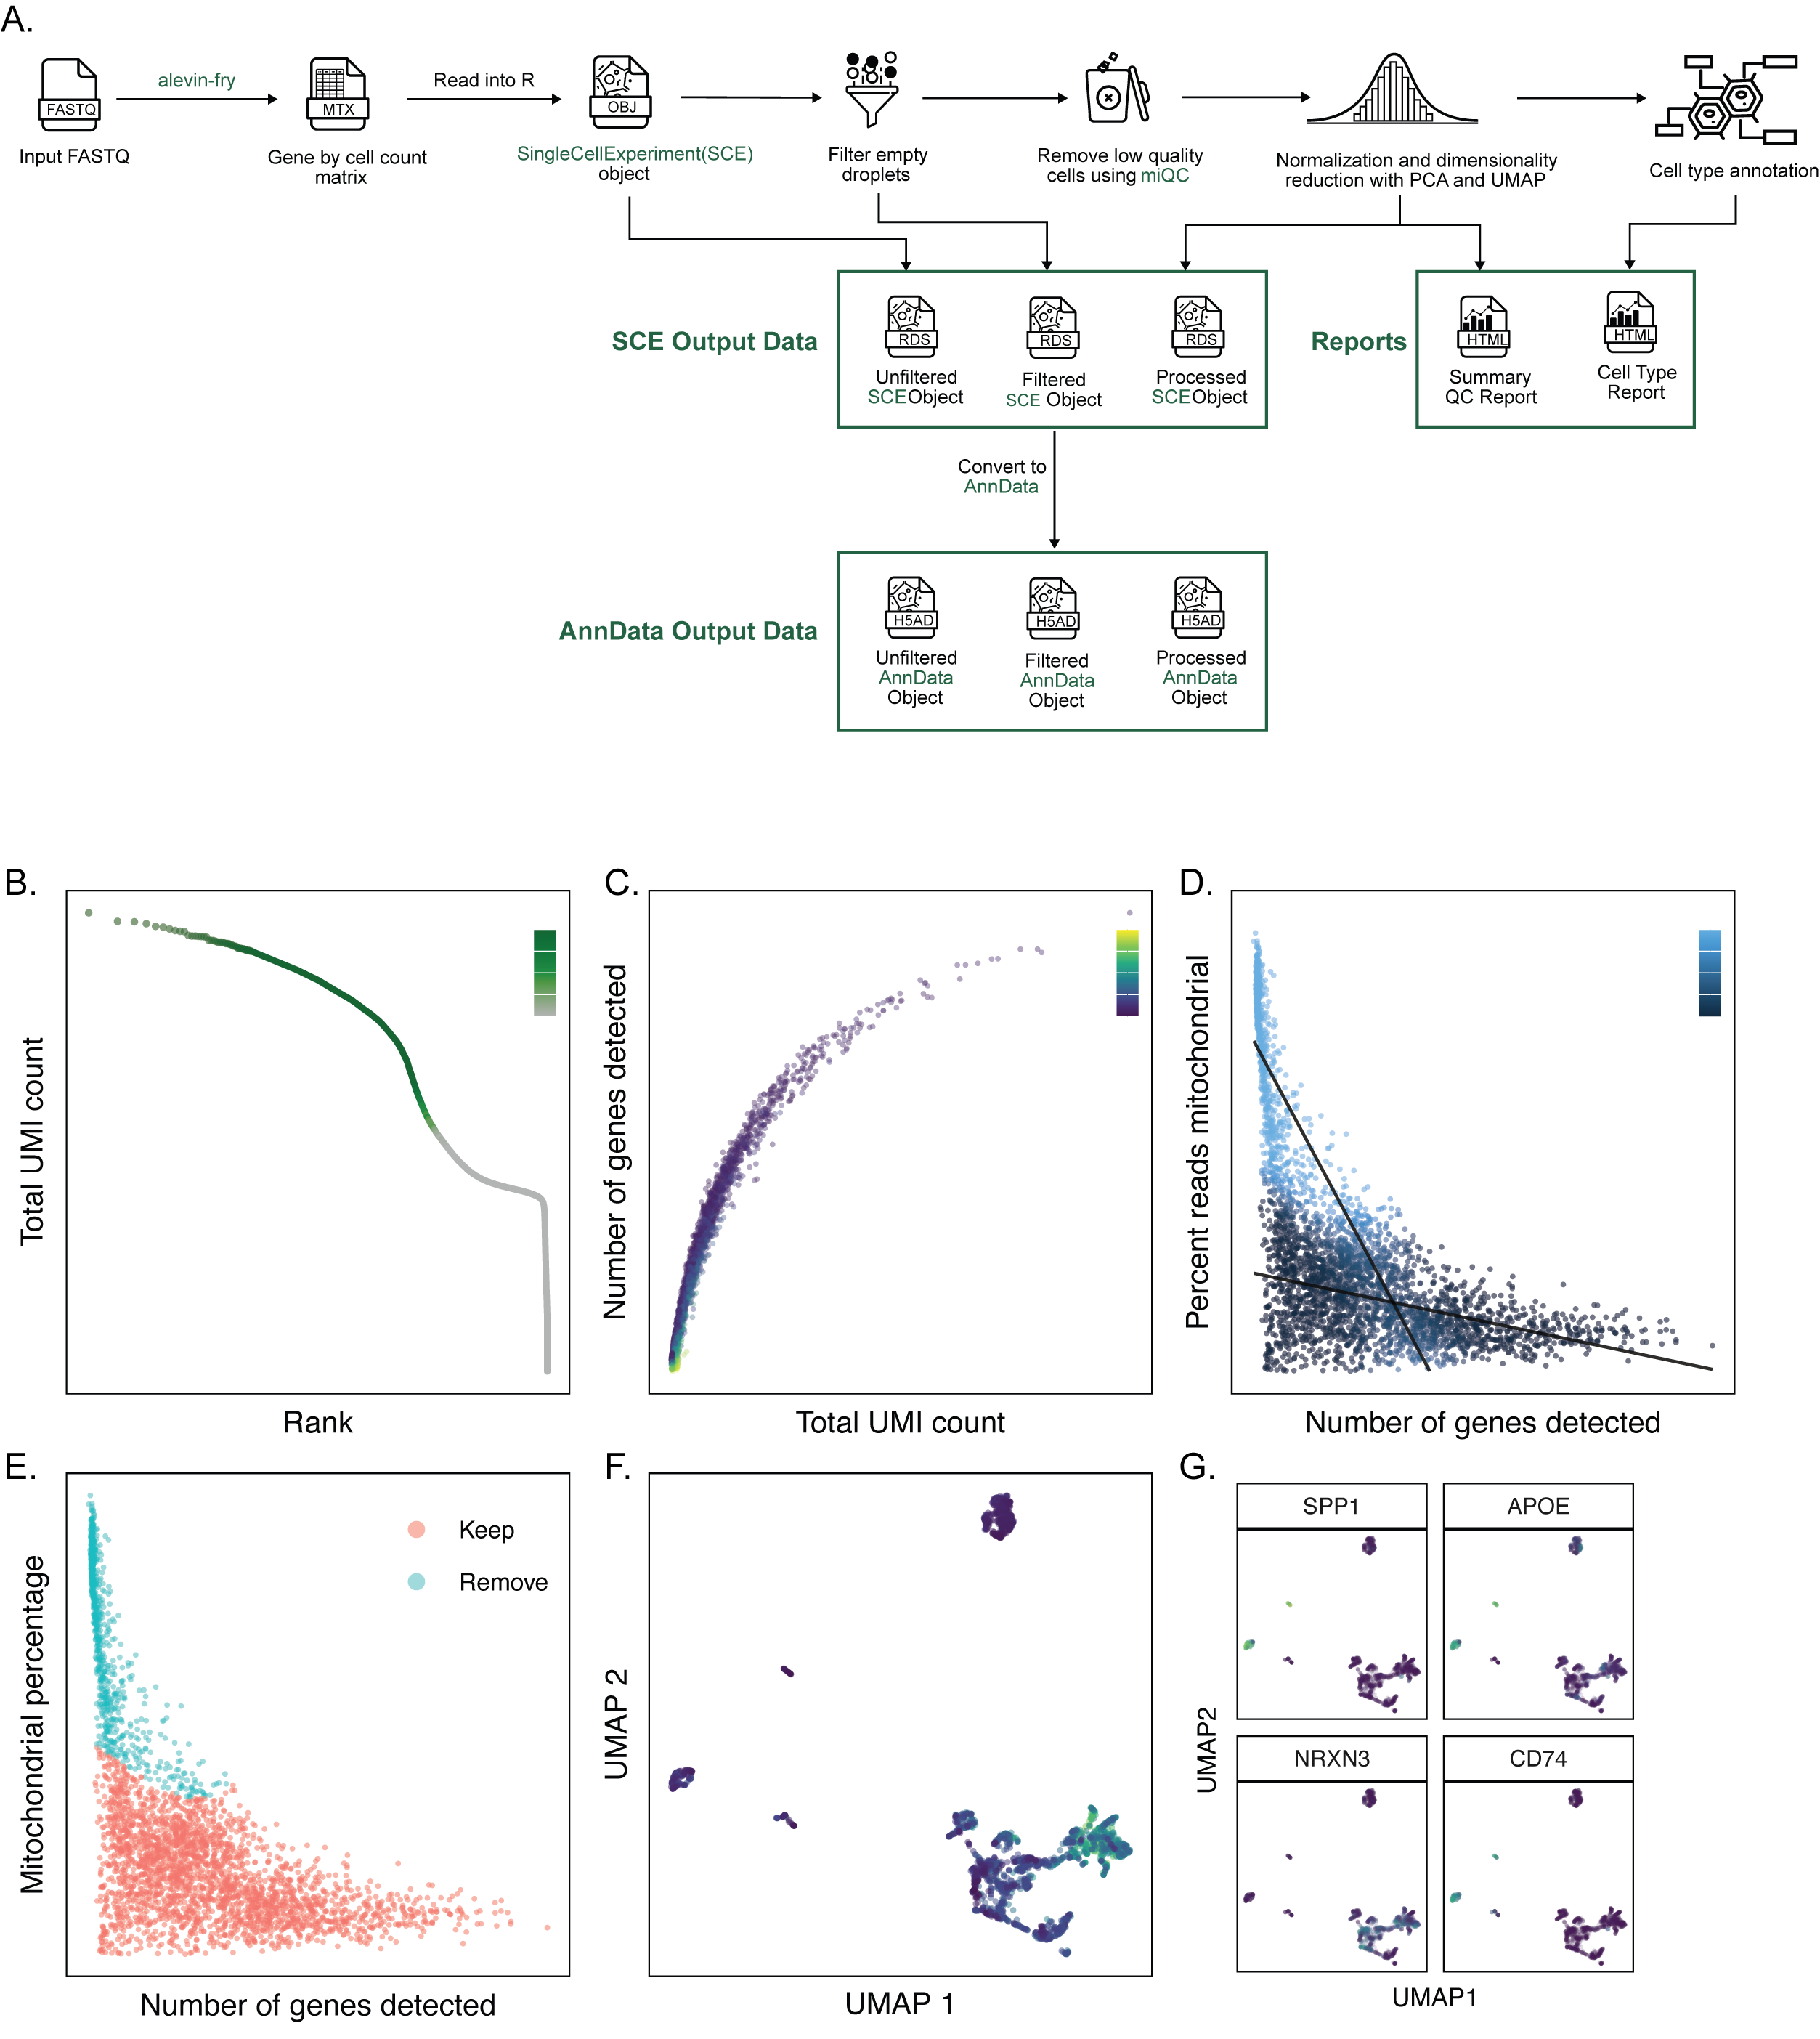 A.
FASTQ
alevin-fry
MTX
Read into R
OBJ
Input FASTQ
Gene by cell count
matrix
SingleCellExperiment(SCE)
object
Filter empty
droplets
Remove low quality
cells using miQC
Normalization and dimensionality
reduction with PCA and UMAP
Cell type annotation
SCE Output Data
RDS
Unfiltered
SCEObject
RDS
Filtered
SCE Object
RDS
Processed
SCEObject
Reports
HTML
Summary
QC Report
HTML
Cell Type
Report
Convert to
AnnData
AnnData Output Data
H5AD
Unfiltered
AnnData
Object
H5AD
Filtered
AnnData
Object
H5AD
Processed
AnnData
Object
B.
Total UMI count
Rank
C.
Number of genes detected
Total UMI count
D.
Percent reads mitochondrial
Number of genes detected
E.
Keep
Remove
Mitochondrial percentage
Number of genes detected
F.
UMAP 2
UMAP 1
G.
SPP1
APOE
NRXN3
CD74
UMAP2
UMAP1